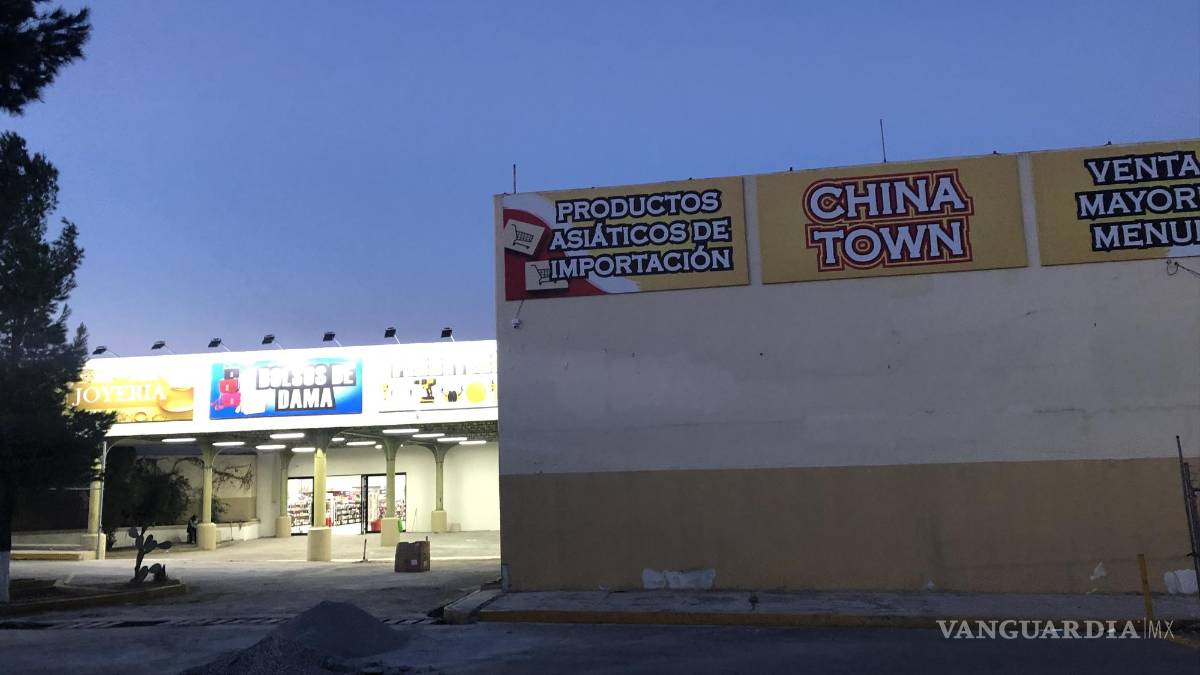 PRODUCTOS
ASIÁTICOS DE
IMPORTACIÓN
CHINA
TOWN
VENTA
MAYOR
MENU
JOYERIA
BOLSOS DE
DAMA
VANGUARDIA|MX